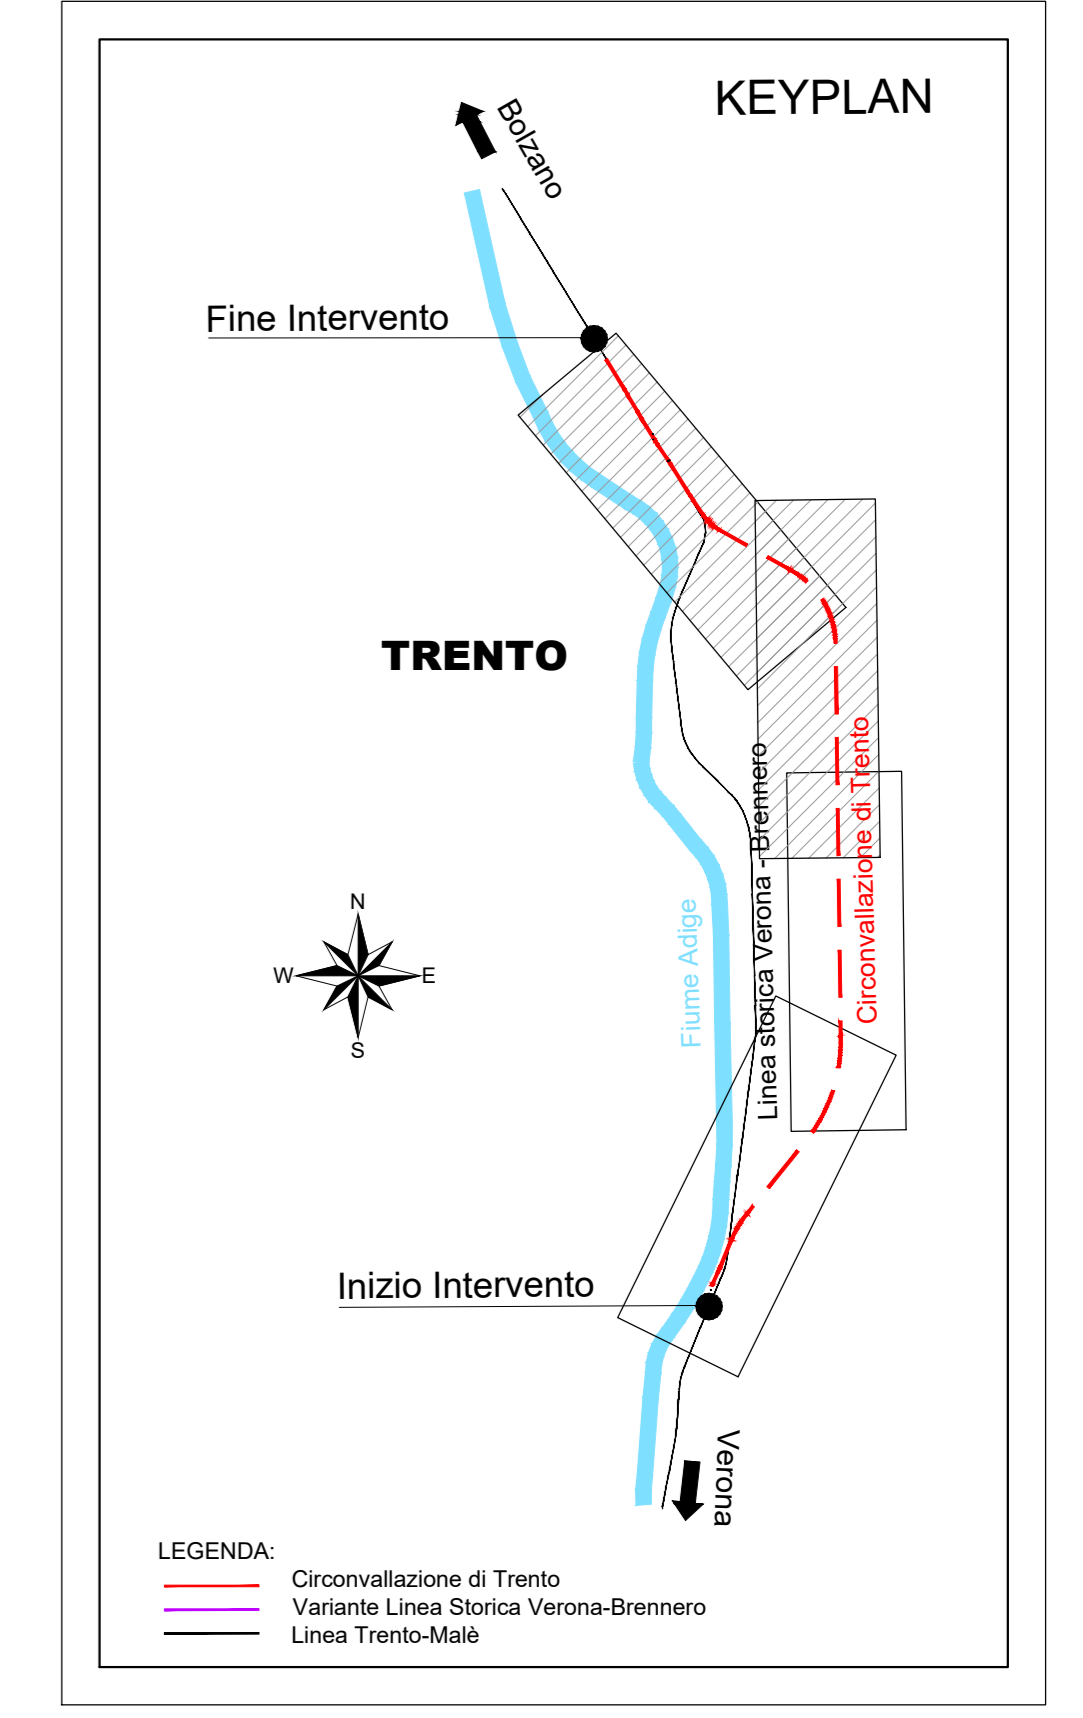 KEYPLAN
Bolzano
Fine Intervento
TRENTO
Linea storica Verona - Brennero
Circonvallazione di Trento
Fiume Adige
N
W
E
S
Inizio Intervento
Verona
LEGENDA:
Circonvallazione di Trento
Variante Linea Storica Verona-Brennero
Linea Trento-Malè